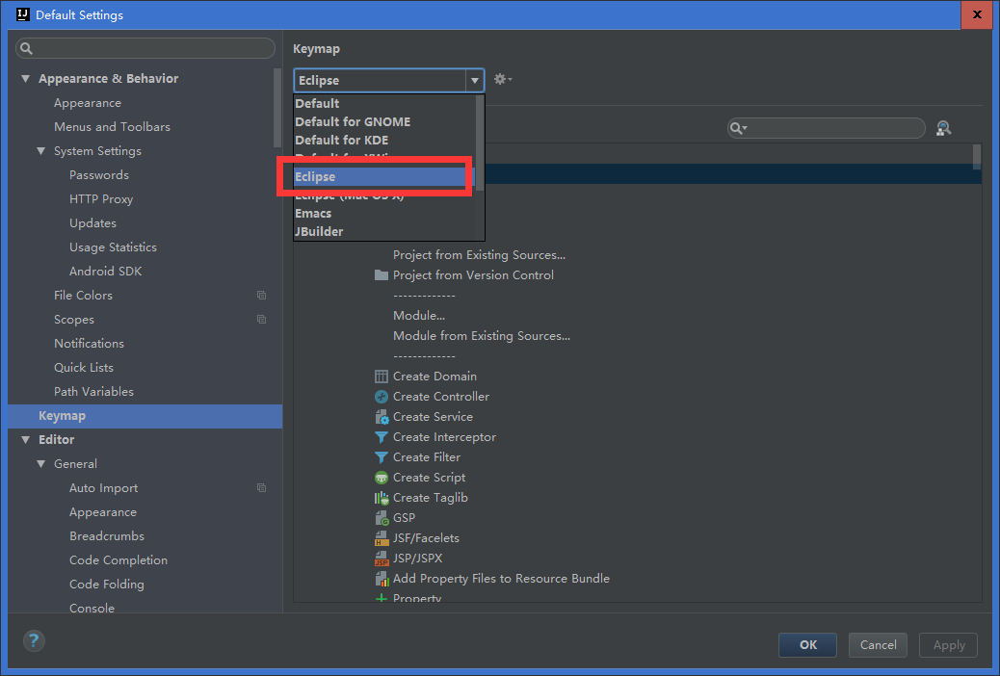 IJ Default Settings
Appearance & Behavior
Appearance
Menus and Toolbars
System Settings
Passwords
HTTP Proxy
Updates
Usage Statistics
Android SDK
File Colors
Scopes
Notifications
Quick Lists
Path Variables
Keymap
Editor
General
Auto Import
Appearance
Breadcrumbs
Code Completion
Code Folding
Console
Keymap
Eclipse
Default
Default for GNOME
Default for KDE
Default for XWin
Eclipse
Eclipse (Mac OS X)
Emacs
JBuilder
Project from Existing Sources...
Project from Version Control
-------------
Module...
Module from Existing Sources...
-------------
Create Domain
Create Controller
Create Service
Create Interceptor
Create Filter
Create Script
Create Taglib
GSP
JSF/Facelets
JSP/JSPX
Add Property Files to Resource Bundle
Property
?
OK
Cancel
Apply